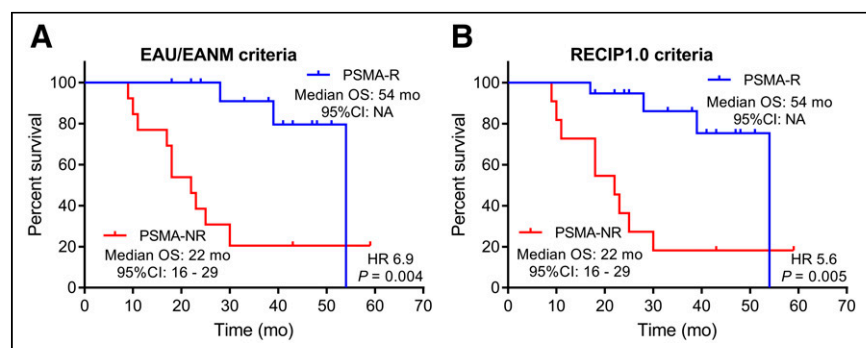 A
EAU/EANM criteria
PSMA-R
Median OS: 54 mo
95%CI: NA
PSMA-NR
Median OS: 22 mo
95%CI: 16 - 29
HR 6.9
P = 0.004
Percent survival
100
80
60
40
20
0
0 10 20 30 40 50 60 70
Time (mo)
B
RECIP1.0 criteria
PSMA-R
Median OS: 54 mo
95%CI: NA
PSMA-NR
Median OS: 22 mo
95%CI: 16 - 29
HR 5.6
P = 0.005
Percent survival
100
80
60
40
20
0
0 10 20 30 40 50 60 70
Time (mo)